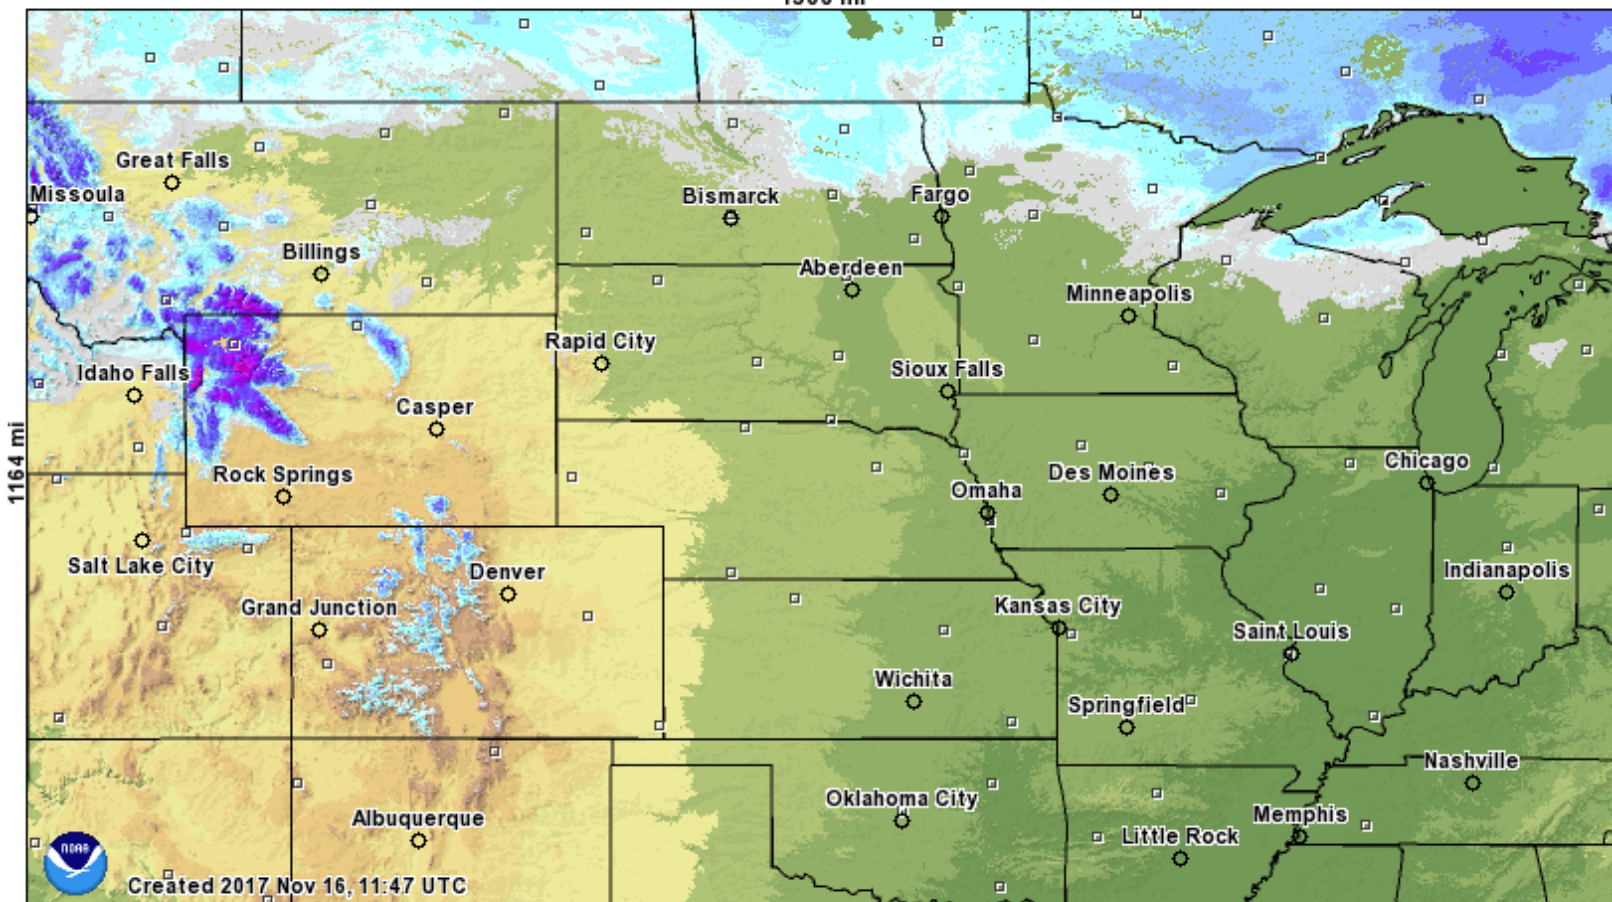 Great Falls
Missoula
Bismarck
Fargo
Billings
Aberdeen
Minneapolis
Rapid City
Idaho Falls
Sioux Falls
Casper
1164 mi
Rock Springs
Des Moines
Chicago
Omaha
Salt Lake City
Denver
Indianapolis
Grand Junction
Kansas City
Saint Louis
Wichita
Springfield
Nashville
Oklahoma City
Albuquerque
Memphis
Little Rock
NOAA
Created 2017 Nov 16, 11:47 UTC